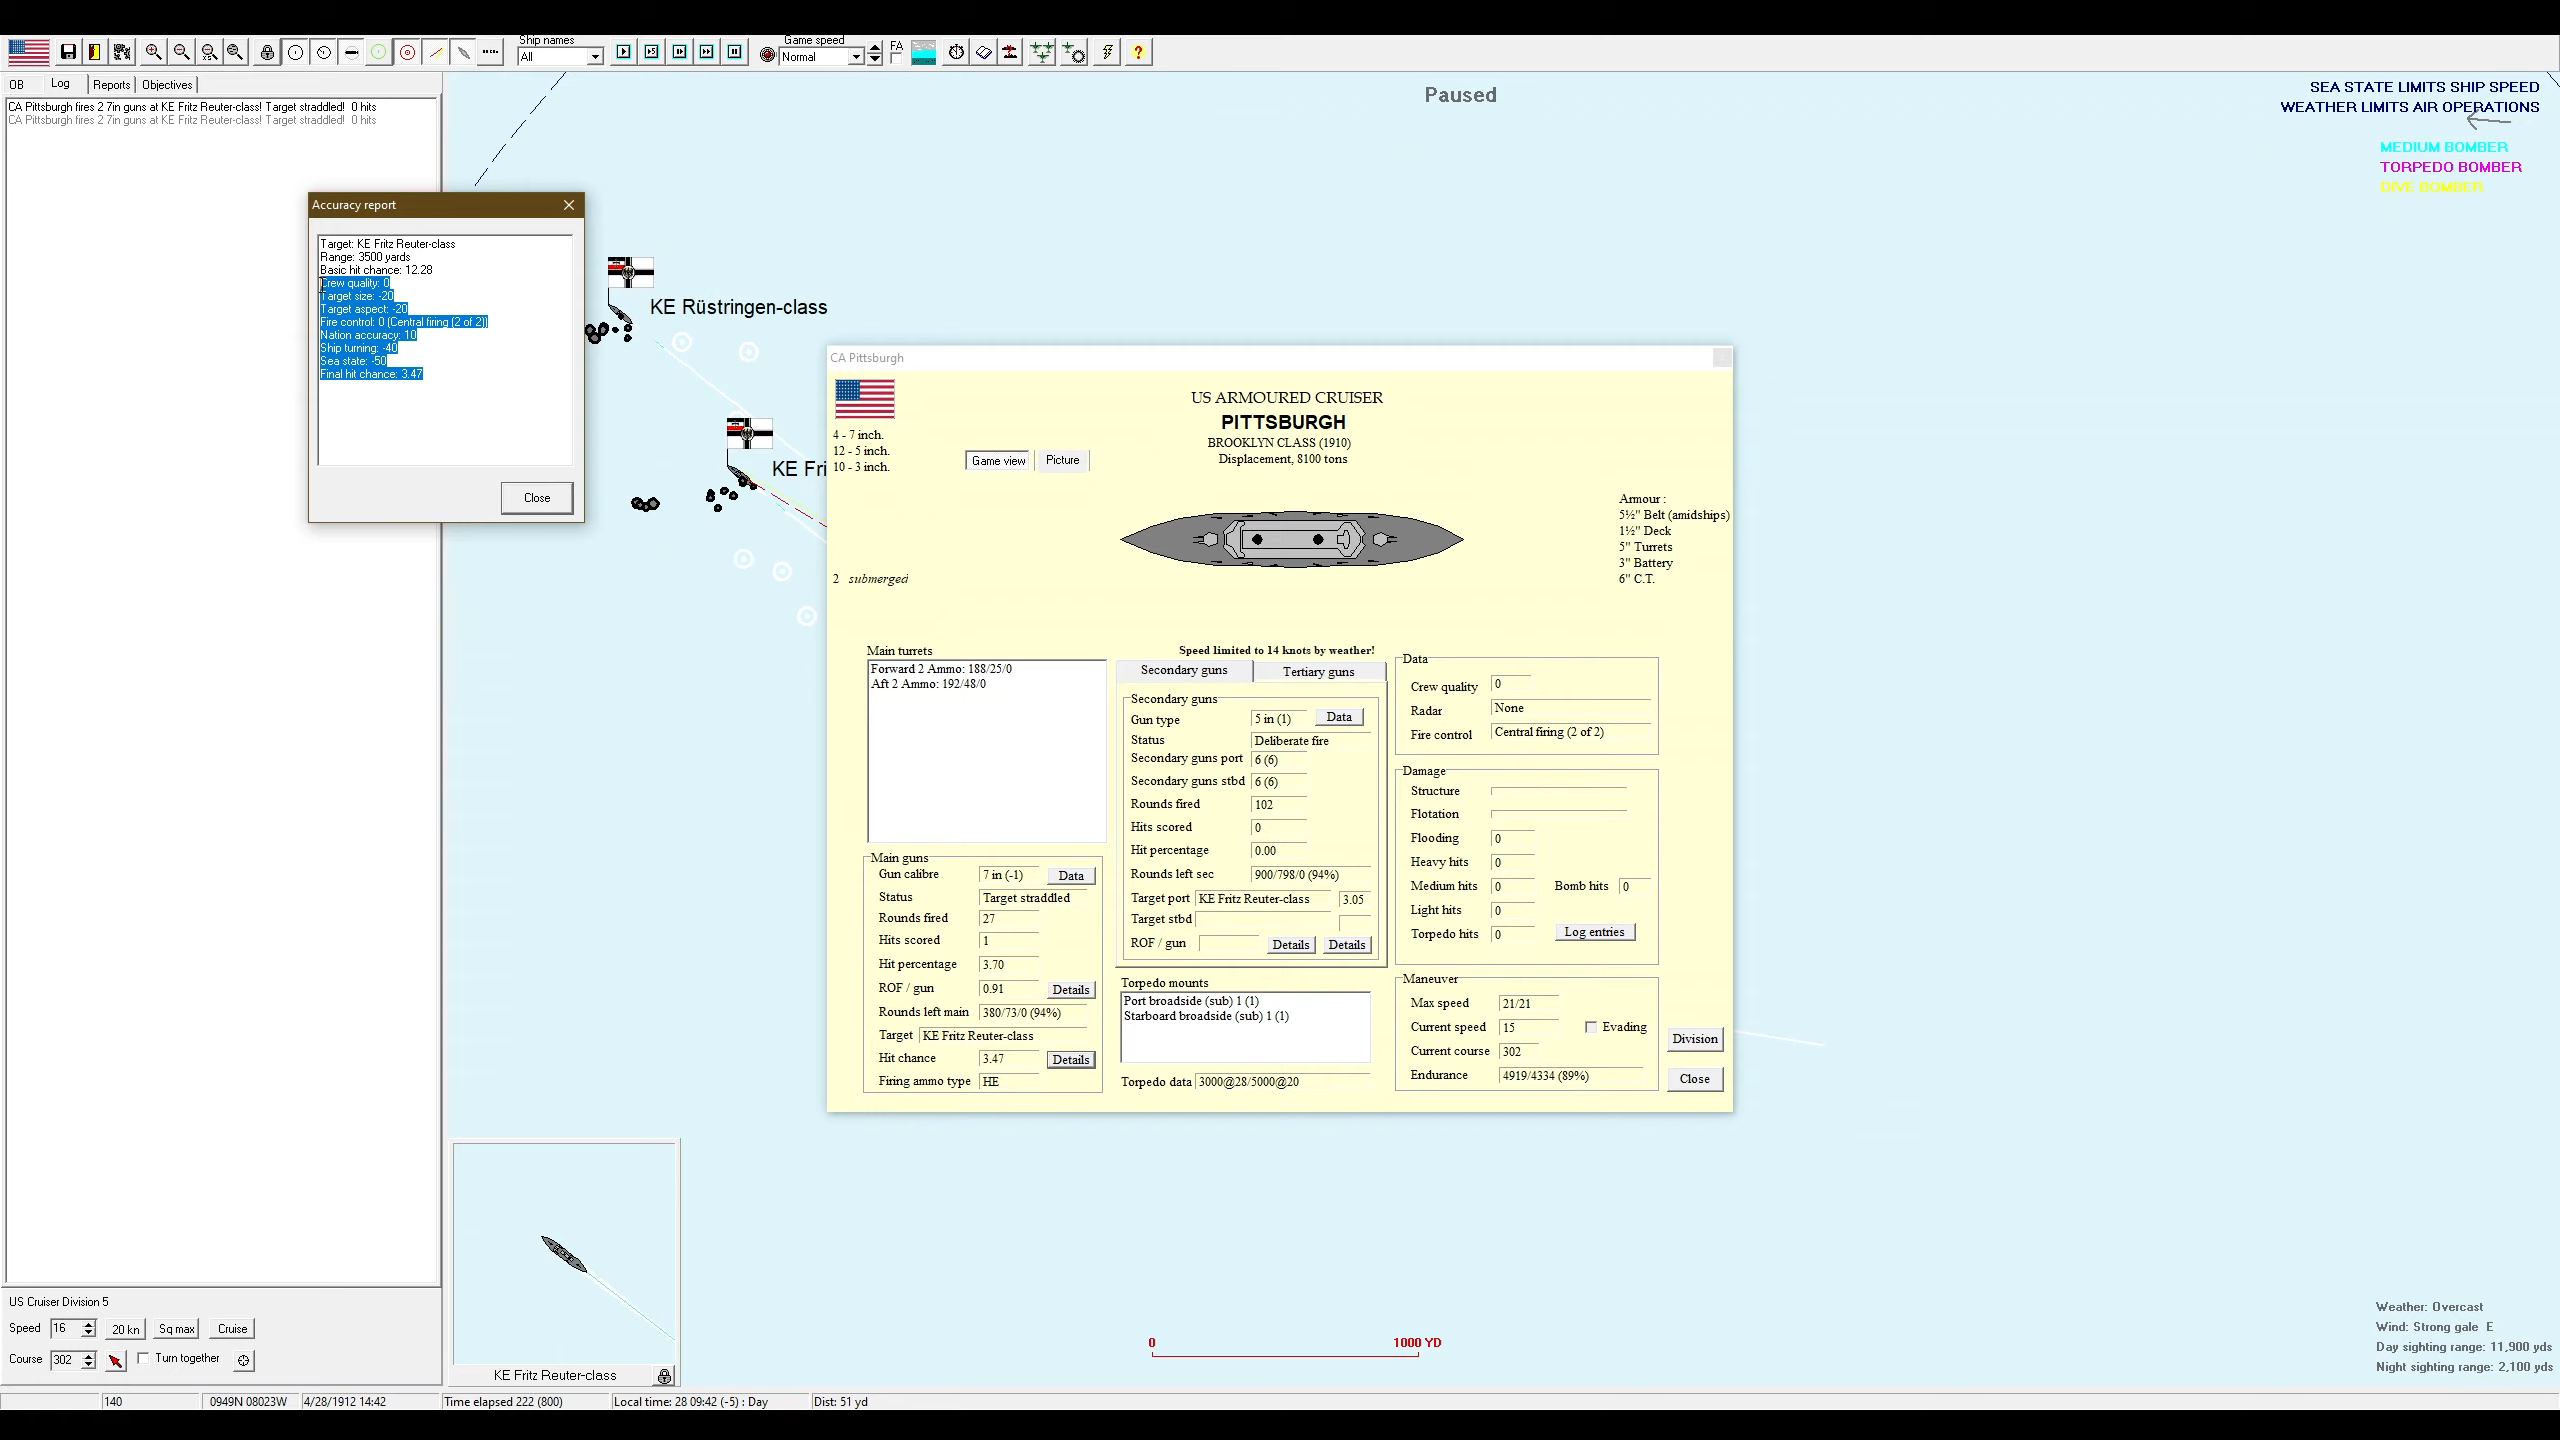 Ship names
Game speed
FA
All
Normal
OB
Log
Reports
Objectives
CA Pittsburgh fires 2 7in guns at KE Fritz Reuter-class! Target straddled!  0 hits
CA Pittsburgh fires 2 7in guns at KE Fritz Reuter-class! Target straddled!  0 hits
Paused
SEA STATE LIMITS SHIP SPEED
WEATHER LIMITS AIR OPERATIONS
MEDIUM BOMBER
TORPEDO BOMBER
DIVE BOMBER
Accuracy report
Target: KE Fritz Reuter-class
Range: 3500 yards
Basic hit chance: 12.28
Crew quality: 0
Target size: -20
Target aspect: -20
Fire control: 0 (Central firing (2 of 2))
Nation accuracy: 10
Ship turning: -40
Sea state: -50
Final hit chance: 3.47
Close
KE Rüstringen-class
KE Fri
CA Pittsburgh
US ARMOURED CRUISER
PITTSBURGH
BROOKLYN CLASS (1910)
Displacement, 8100 tons
4 - 7 inch.
12 - 5 inch.
10 - 3 inch.
Game view
Picture
Armour :
5½" Belt (amidships)
1½" Deck
5" Turrets
3" Battery
6" C.T.
2 submerged
Speed limited to 14 knots by weather!
Main turrets
Forward 2 Ammo: 188/25/0
Aft 2 Ammo: 192/48/0
Main guns
Gun calibre 7 in (-1) Data
Status Target straddled
Rounds fired 27
Hits scored 1
Hit percentage 3.70
ROF / gun 0.91 Details
Rounds left main 380/73/0 (94%)
Target KE Fritz Reuter-class
Hit chance 3.47 Details
Firing ammo type HE
Secondary guns
Tertiary guns
Secondary guns
Gun type 5 in (1) Data
Status Deliberate fire
Secondary guns port 6 (6)
Secondary guns stbd 6 (6)
Rounds fired 102
Hits scored 0
Hit percentage 0.00
Rounds left sec 900/798/0 (94%)
Target port KE Fritz Reuter-class 3.05
Target stbd
ROF / gun Details Details
Torpedo mounts
Port broadside (sub) 1 (1)
Starboard broadside (sub) 1 (1)
Torpedo data 3000@28/5000@20
Data
Crew quality 0
Radar None
Fire control Central firing (2 of 2)
Damage
Structure
Flotation
Flooding 0
Heavy hits 0
Medium hits 0 Bomb hits 0
Light hits 0
Torpedo hits 0 Log entries
Maneuver
Max speed 21/21
Current speed 15 Evading
Current course 302
Endurance 4919/4334 (89%)
Division
Close
US Cruiser Division 5
Speed 16 20 kn Sq max Cruise
Course 302 Turn together
KE Fritz Reuter-class
0 1000 YD
Weather: Overcast
Wind: Strong gale  E
Day sighting range: 11,900 yds
Night sighting range: 2,100 yds
140
0949N 08023W
4/28/1912 14:42
Time elapsed 222 (800)
Local time: 28 09:42 (-5) : Day
Dist: 51 yd